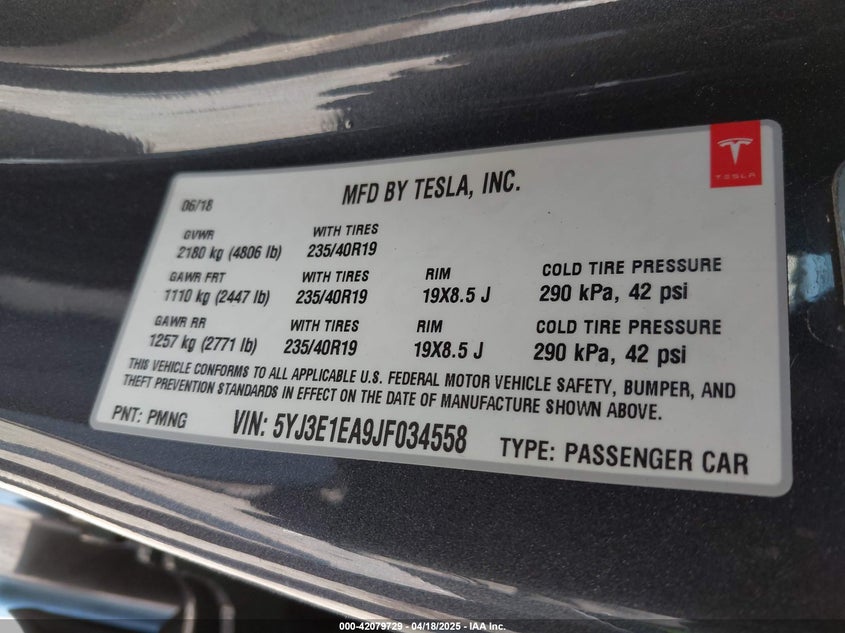 TESLA
MFD BY TESLA, INC.
06/18
GVWR WITH TIRES
2180 kg (4806 lb) 235/40R19
GAWR FRT WITH TIRES RIM COLD TIRE PRESSURE
1110 kg (2447 lb) 235/40R19 19X8.5 J 290 kPa, 42 psi
GAWR RR WITH TIRES RIM COLD TIRE PRESSURE
1257 kg (2771 lb) 235/40R19 19X8.5 J 290 kPa, 42 psi
THIS VEHICLE CONFORMS TO ALL APPLICABLE U.S. FEDERAL MOTOR VEHICLE SAFETY, BUMPER, AND
THEFT PREVENTION STANDARDS IN EFFECT ON THE DATE OF MANUFACTURE SHOWN ABOVE.
PNT: PMNG VIN: 5YJ3E1EA9JF034558 TYPE: PASSENGER CAR
000-42079729 - 04/18/2025 - IAA Inc.